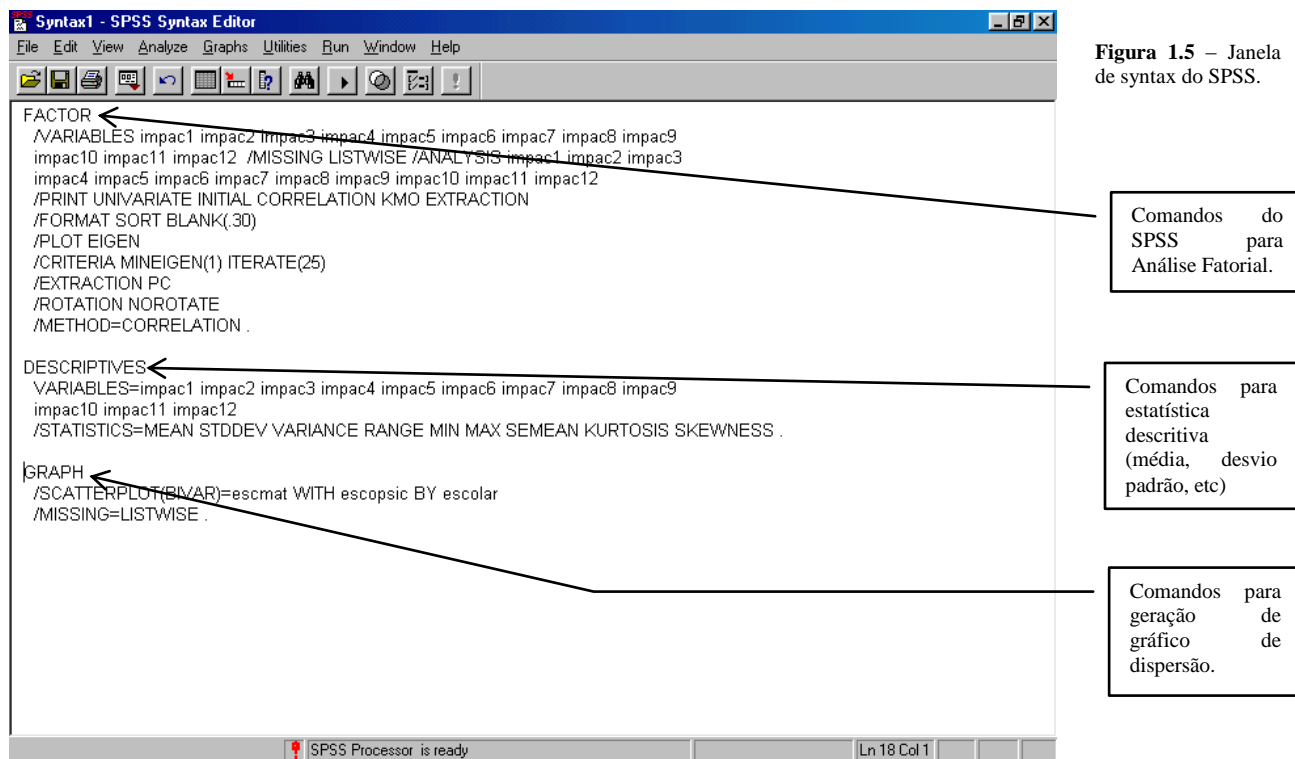 Syntax1 - SPSS Syntax Editor
File Edit View Analyze Graphs Utilities Run Window Help
FACTOR
/VARIABLES impac1 impac2 impac3 impac4 impac5 impac6 impac7 impac8 impac9
impac10 impac11 impac12 /MISSING LISTWISE /ANALYSIS impac1 impac2 impac3
impac4 impac5 impac6 impac7 impac8 impac9 impac10 impac11 impac12
/PRINT UNIVARIATE INITIAL CORRELATION KMO EXTRACTION
/FORMAT SORT BLANK(.30)
/PLOT EIGEN
/CRITERIA MINEIGEN(1) ITERATE(25)
/EXTRACTION PC
/ROTATION NOROTATE
/METHOD=CORRELATION .
DESCRIPTIVES
VARIABLES=impac1 impac2 impac3 impac4 impac5 impac6 impac7 impac8 impac9
impac10 impac11 impac12
/STATISTICS=MEAN STDDEV VARIANCE RANGE MIN MAX SEMEAN KURTOSIS SKEWNESS .
GRAPH
/SCATTERPLOT(BIVAR)=escmat WITH escopsic BY escolar
/MISSING=LISTWISE .
SPSS Processor is ready
Ln 18 Col 1
Figura 1.5 – Janela
de syntax do SPSS.
Comandos do
SPSS para
Análise Fatorial.
Comandos para
estatística
descritiva
(média, desvio
padrão, etc)
Comandos para
geração de
gráfico de
dispersão.